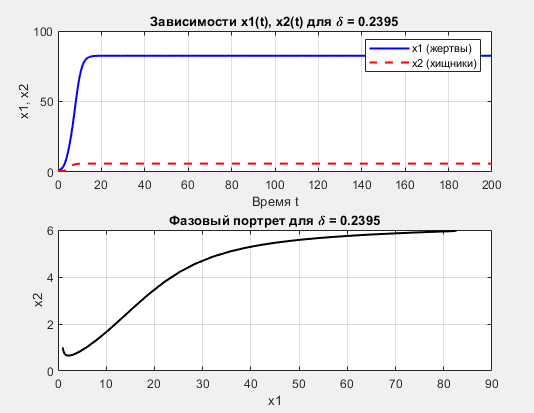 Зависимости x1(t), x2(t) для δ = 0.2395
100
50
0
x1, x2
x1 (жертвы)
x2 (хищники)
0 20 40 60 80 100 120 140 160 180 200
Время t
Фазовый портрет для δ = 0.2395
6
4
2
0
x2
0 10 20 30 40 50 60 70 80 90
x1